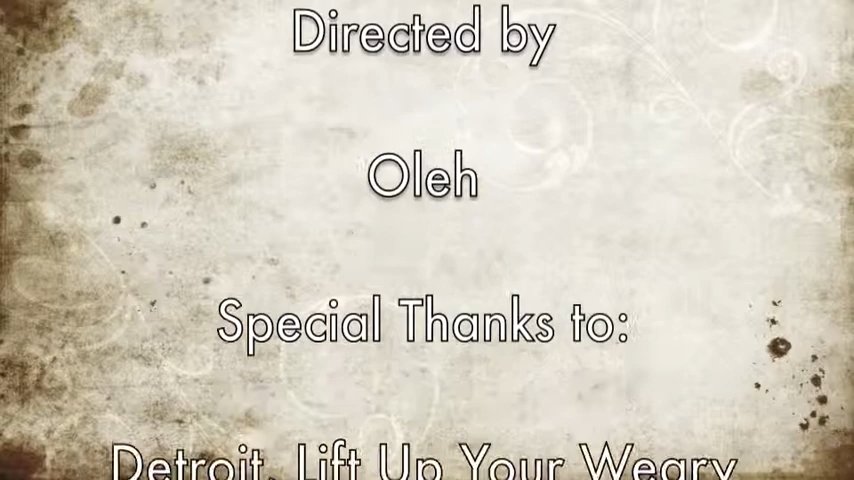 Directed by
Oleh
Special Thanks to:
Detroit, Lift Up Your Weary